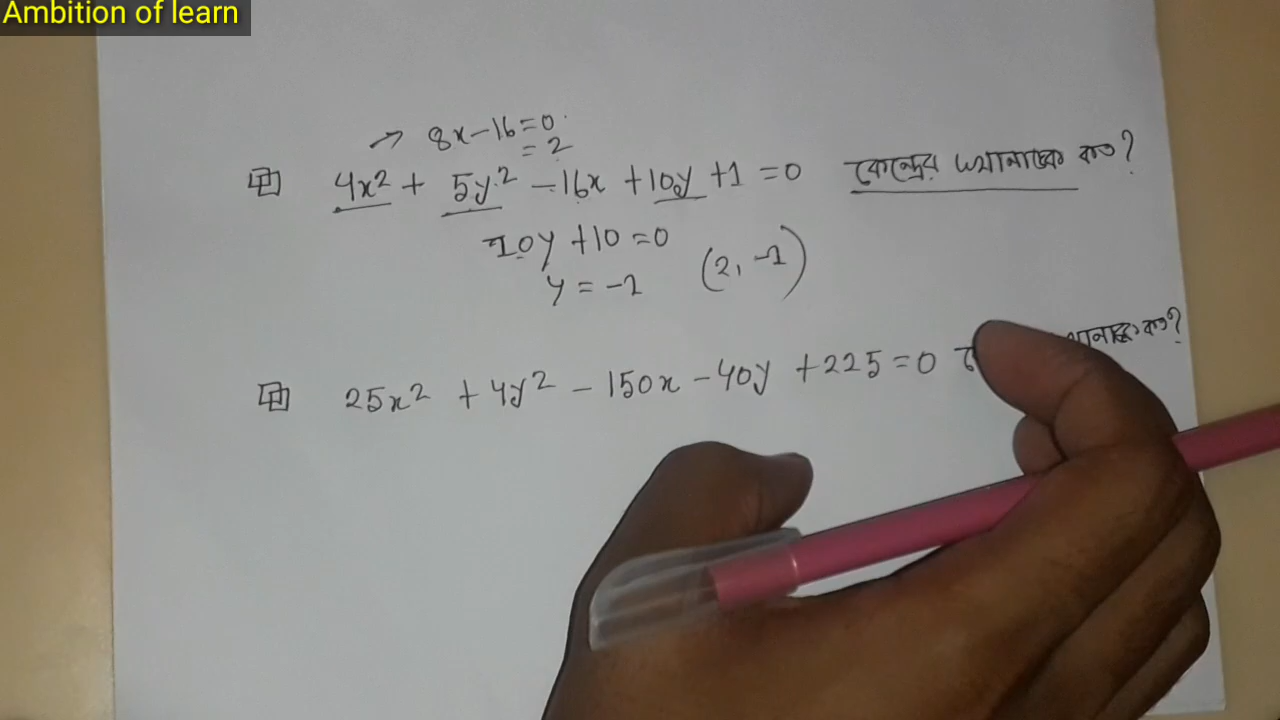 Ambition of learn
→ 8x-16=0
= 2
4x² + 5y² - 16x + 10y + 1 = 0 কেন্দ্রের স্থানাঙ্ক কত?
10y + 10 = 0
y = -1 (2, -1)
25x² + 4y² - 150x - 40y + 225 = 0 কত?